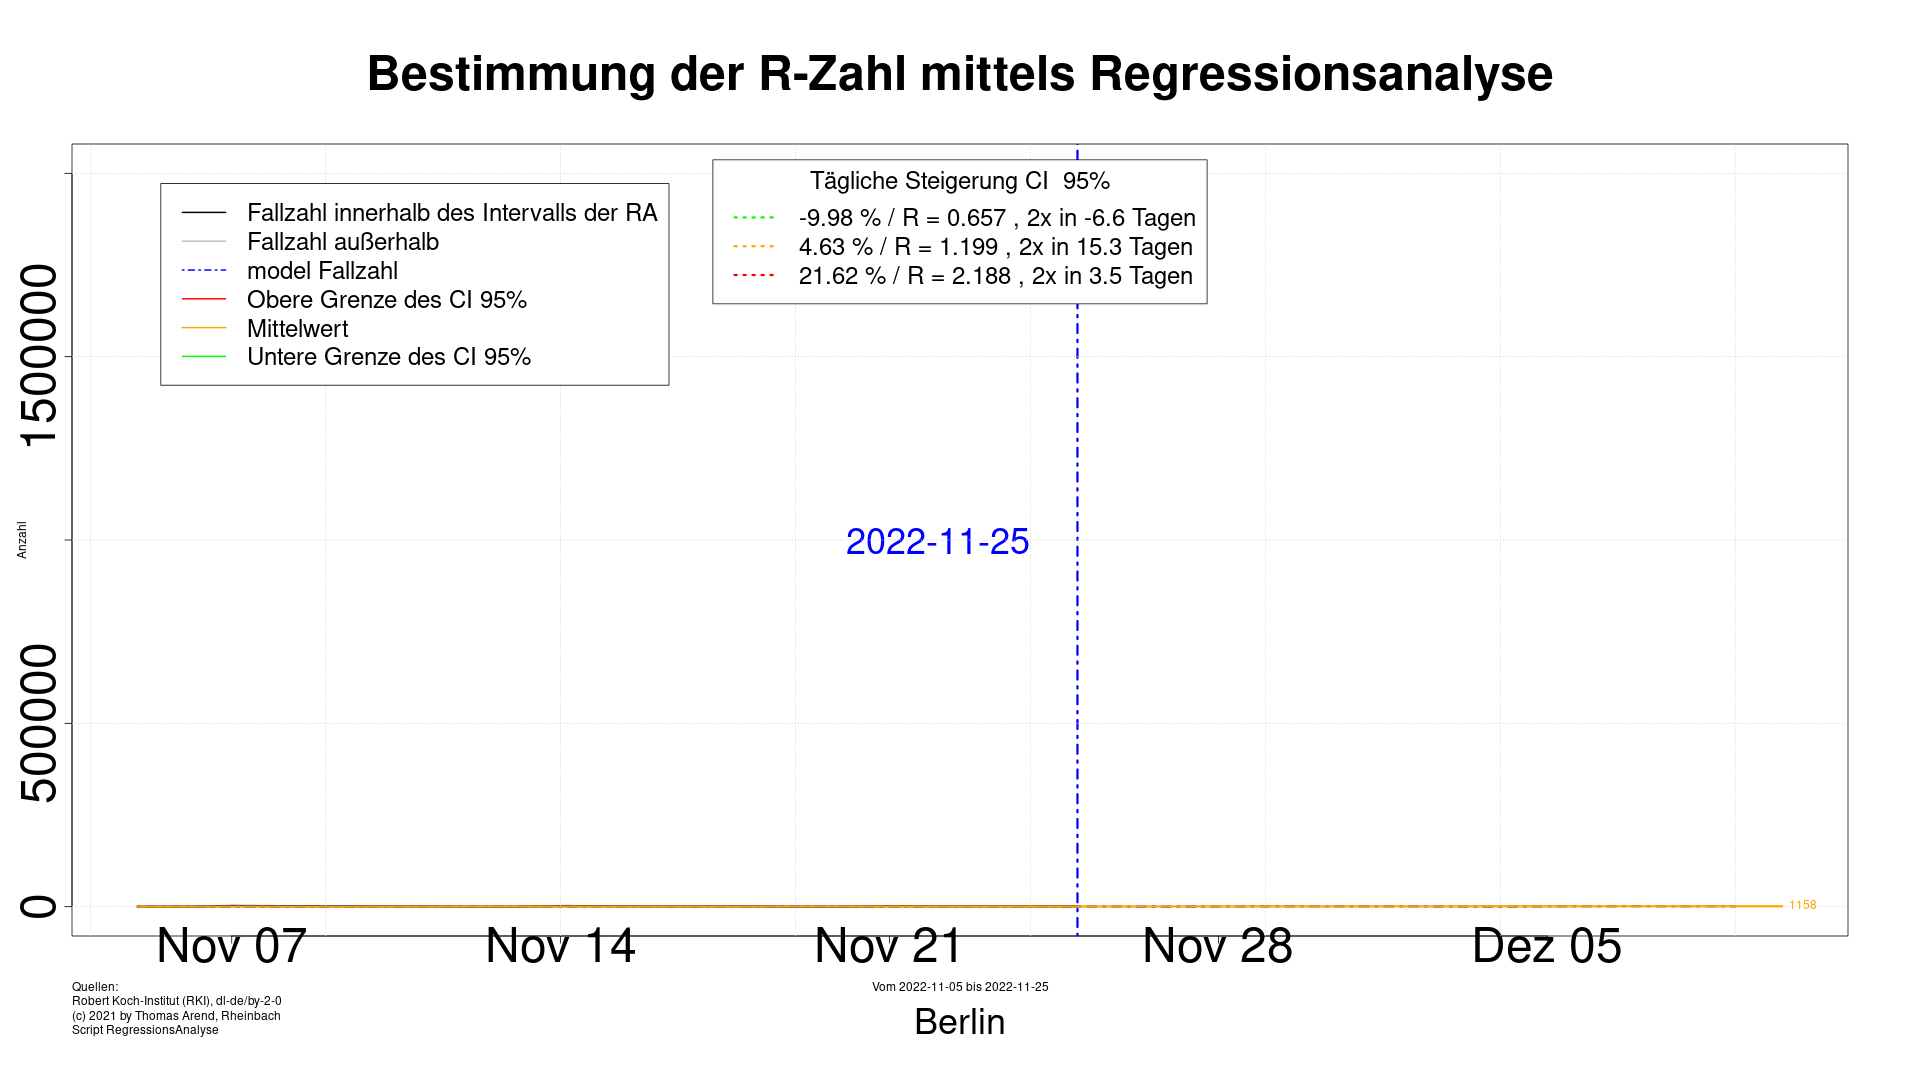 Bestimmung der R-Zahl mittels Regressionsanalyse
Fallzahl innerhalb des Intervalls der RA
Fallzahl außerhalb
model Fallzahl
Obere Grenze des CI 95%
Mittelwert
Untere Grenze des CI 95%
Tägliche Steigerung CI  95%
-9.98 % / R = 0.657 , 2x in -6.6 Tagen
4.63 % / R = 1.199 , 2x in 15.3 Tagen
21.62 % / R = 2.188 , 2x in 3.5 Tagen
1500000
500000
0
Anzahl
2022-11-25
1158
Nov 07
Nov 14
Nov 21
Nov 28
Dez 05
Quellen:
Robert Koch-Institut (RKI), dl-de/by-2-0
(c) 2021 by Thomas Arend, Rheinbach
Script RegressionsAnalyse
Vom 2022-11-05 bis 2022-11-25
Berlin